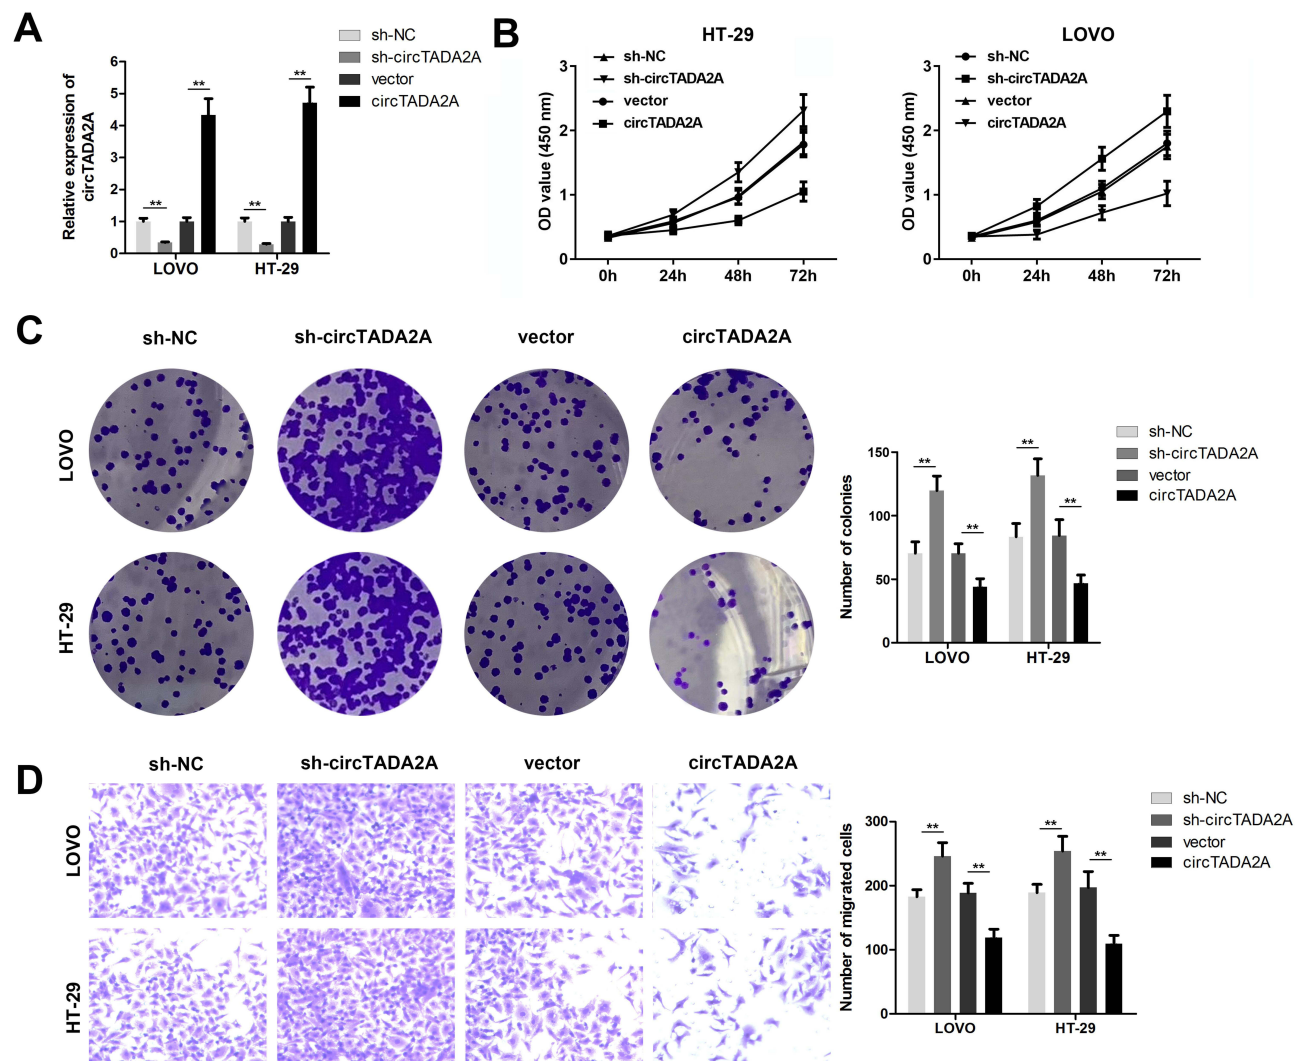 A
sh-NC
sh-circTADA2A
vector
circTADA2A
Relative expression of
circTADA2A
6
5
4
3
2
1
0
**
**
**
**
LOVO
HT-29
B
HT-29
sh-NC
sh-circTADA2A
vector
circTADA2A
OD value (450 nm)
3
2
1
0
0h
24h
48h
72h
LOVO
sh-NC
sh-circTADA2A
vector
circTADA2A
OD value (450 nm)
3
2
1
0
0h
24h
48h
72h
C
sh-NC
sh-circTADA2A
vector
circTADA2A
LOVO
HT-29
sh-NC
sh-circTADA2A
vector
circTADA2A
Number of colonies
150
100
50
0
**
**
**
**
LOVO
HT-29
D
sh-NC
sh-circTADA2A
vector
circTADA2A
LOVO
HT-29
sh-NC
sh-circTADA2A
vector
circTADA2A
Number of migrated cells
300
200
100
0
**
**
**
**
LOVO
HT-29